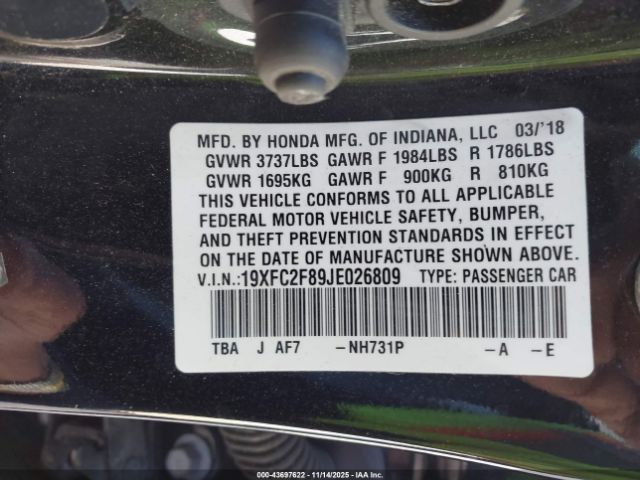 MFD. BY HONDA MFG. OF INDIANA, LLC 03/'18
GVWR 3737LBS GAWR F 1984LBS R 1786LBS
GVWR 1695KG GAWR F 900KG R 810KG
THIS VEHICLE CONFORMS TO ALL APPLICABLE
FEDERAL MOTOR VEHICLE SAFETY, BUMPER,
AND THEFT PREVENTION STANDARDS IN EFFECT
ON THE DATE OF MANUFACTURE SHOWN ABOVE.
V.I.N.:19XFC2F89JE026809 TYPE: PASSENGER CAR
TBA J AF7 -NH731P -A -E
00-43697622 | 11/14/2025 - IAA INC.